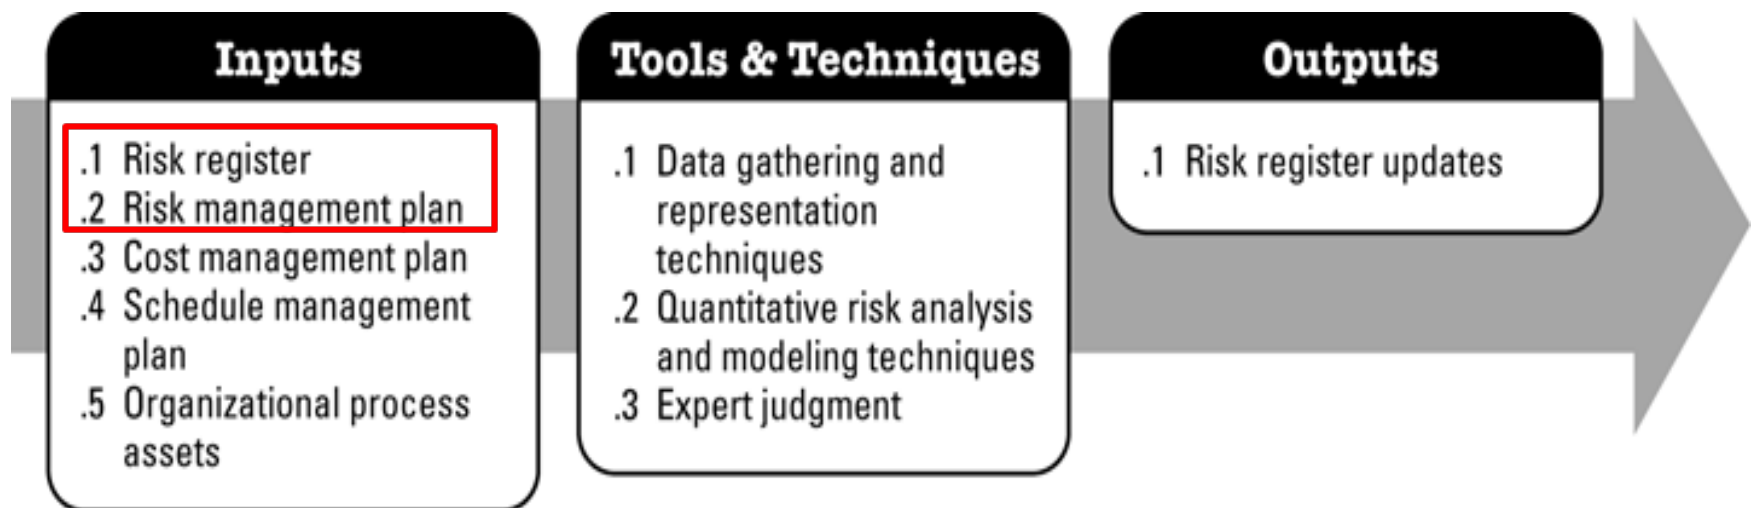 Inputs
.1 Risk register
.2 Risk management plan
.3 Cost management plan
.4 Schedule management
plan
.5 Organizational process
assets
Tools & Techniques
.1 Data gathering and
representation
techniques
.2 Quantitative risk analysis
and modeling techniques
.3 Expert judgment
Outputs
.1 Risk register updates